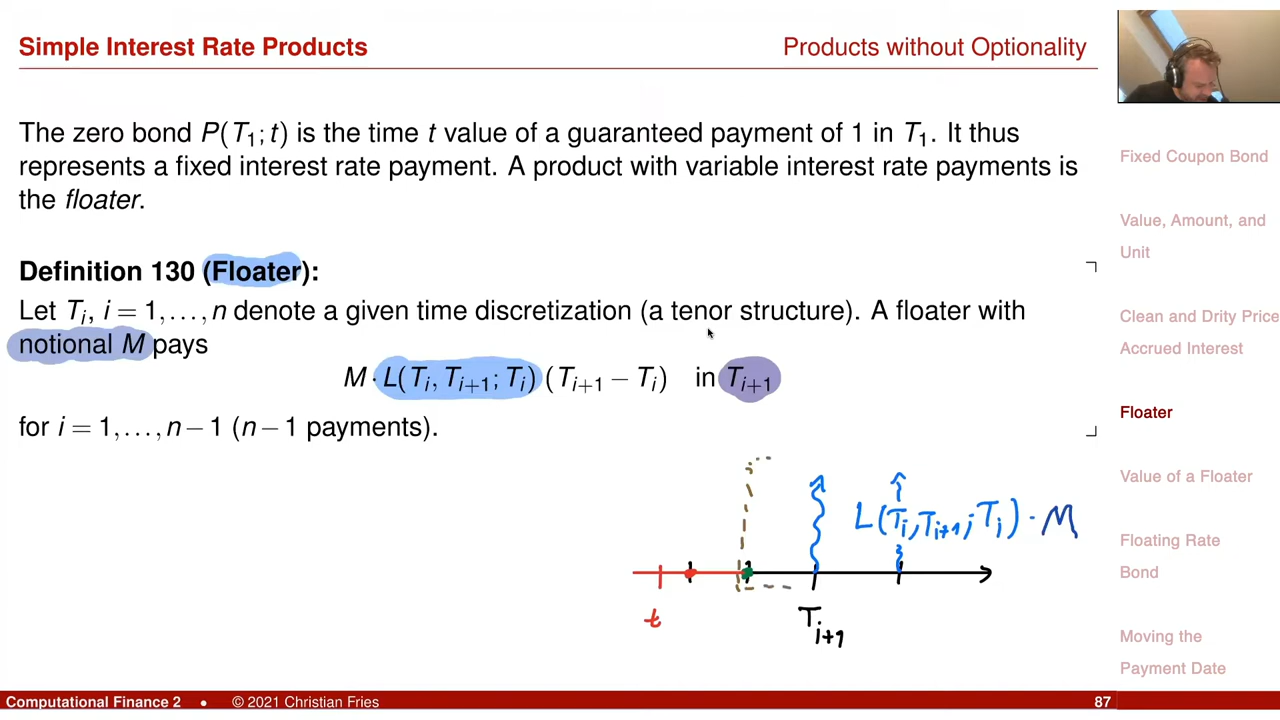 Simple Interest Rate Products
Products without Optionality
The zero bond P(T₁; t) is the time t value of a guaranteed payment of 1 in T₁. It thus
represents a fixed interest rate payment. A product with variable interest rate payments is
the floater.
Definition 130 (Floater):
Let Tᵢ, i = 1,...,n denote a given time discretization (a tenor structure). A floater with
notional M pays
M · L(Tᵢ, Tᵢ₊₁; Tᵢ) (Tᵢ₊₁ − Tᵢ) in Tᵢ₊₁
for i = 1,...,n − 1 (n − 1 payments).
L(Tᵢ, Tᵢ₊₁; Tᵢ) · M
t
Tᵢ₊₁
Fixed Coupon Bond
Value, Amount, and
Unit
Clean and Drity Price
Accrued Interest
Floater
Value of a Floater
Floating Rate
Bond
Moving the
Payment Date
Computational Finance 2 • © 2021 Christian Fries
87